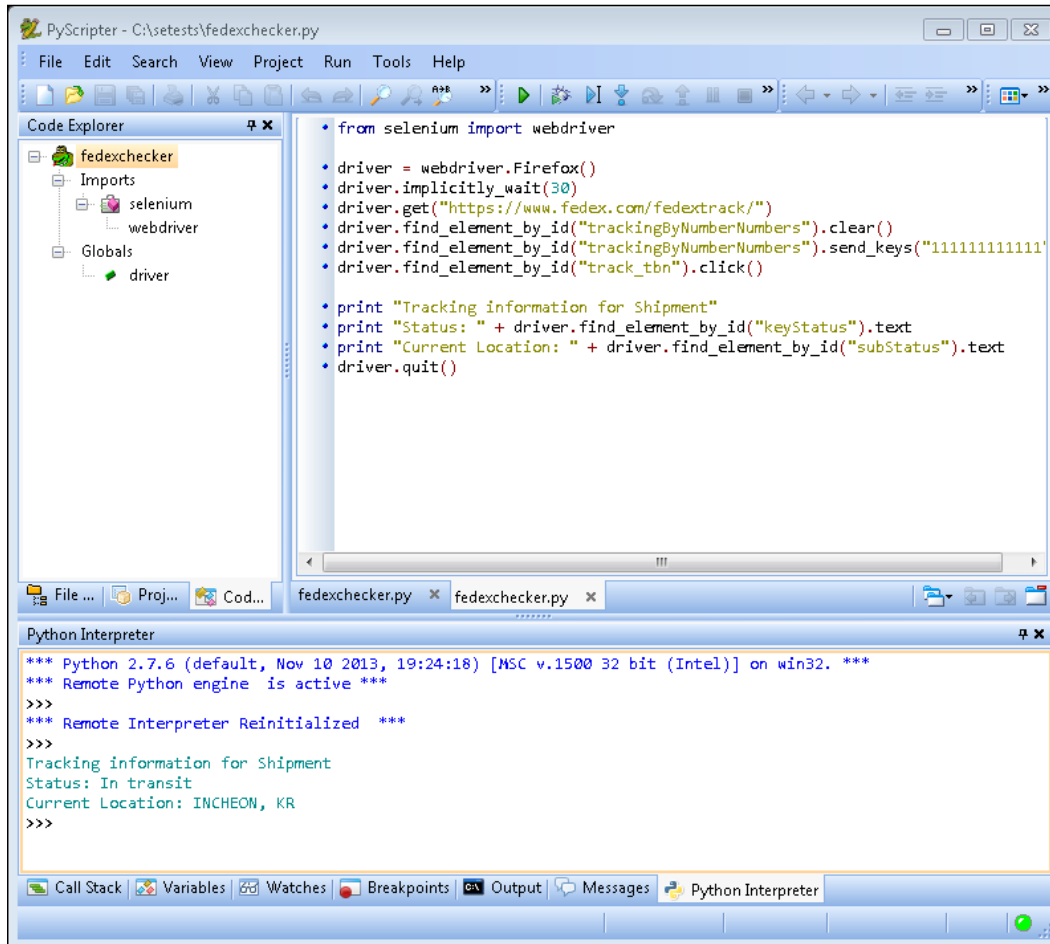 PyScripter - C:\setests\fedexchecker.py
File Edit Search View Project Run Tools Help
Code Explorer
fedexchecker
Imports
selenium
webdriver
Globals
driver
File ... Proj... Cod...
from selenium import webdriver
driver = webdriver.Firefox()
driver.implicitly_wait(30)
driver.get("https://www.fedex.com/fedextrack/")
driver.find_element_by_id("trackingByNumberNumbers").clear()
driver.find_element_by_id("trackingByNumberNumbers").send_keys("111111111111"
driver.find_element_by_id("track_tbn").click()
print "Tracking information for Shipment"
print "Status: " + driver.find_element_by_id("keyStatus").text
print "Current Location: " + driver.find_element_by_id("subStatus").text
driver.quit()
fedexchecker.py fedexchecker.py
Python Interpreter
*** Python 2.7.6 (default, Nov 10 2013, 19:24:18) [MSC v.1500 32 bit (Intel)] on win32. ***
*** Remote Python engine  is active ***
>>>
*** Remote Interpreter Reinitialized  ***
>>>
Tracking information for Shipment
Status: In transit
Current Location: INCHEON, KR
>>>
Call Stack Variables Watches Breakpoints Output Messages Python Interpreter